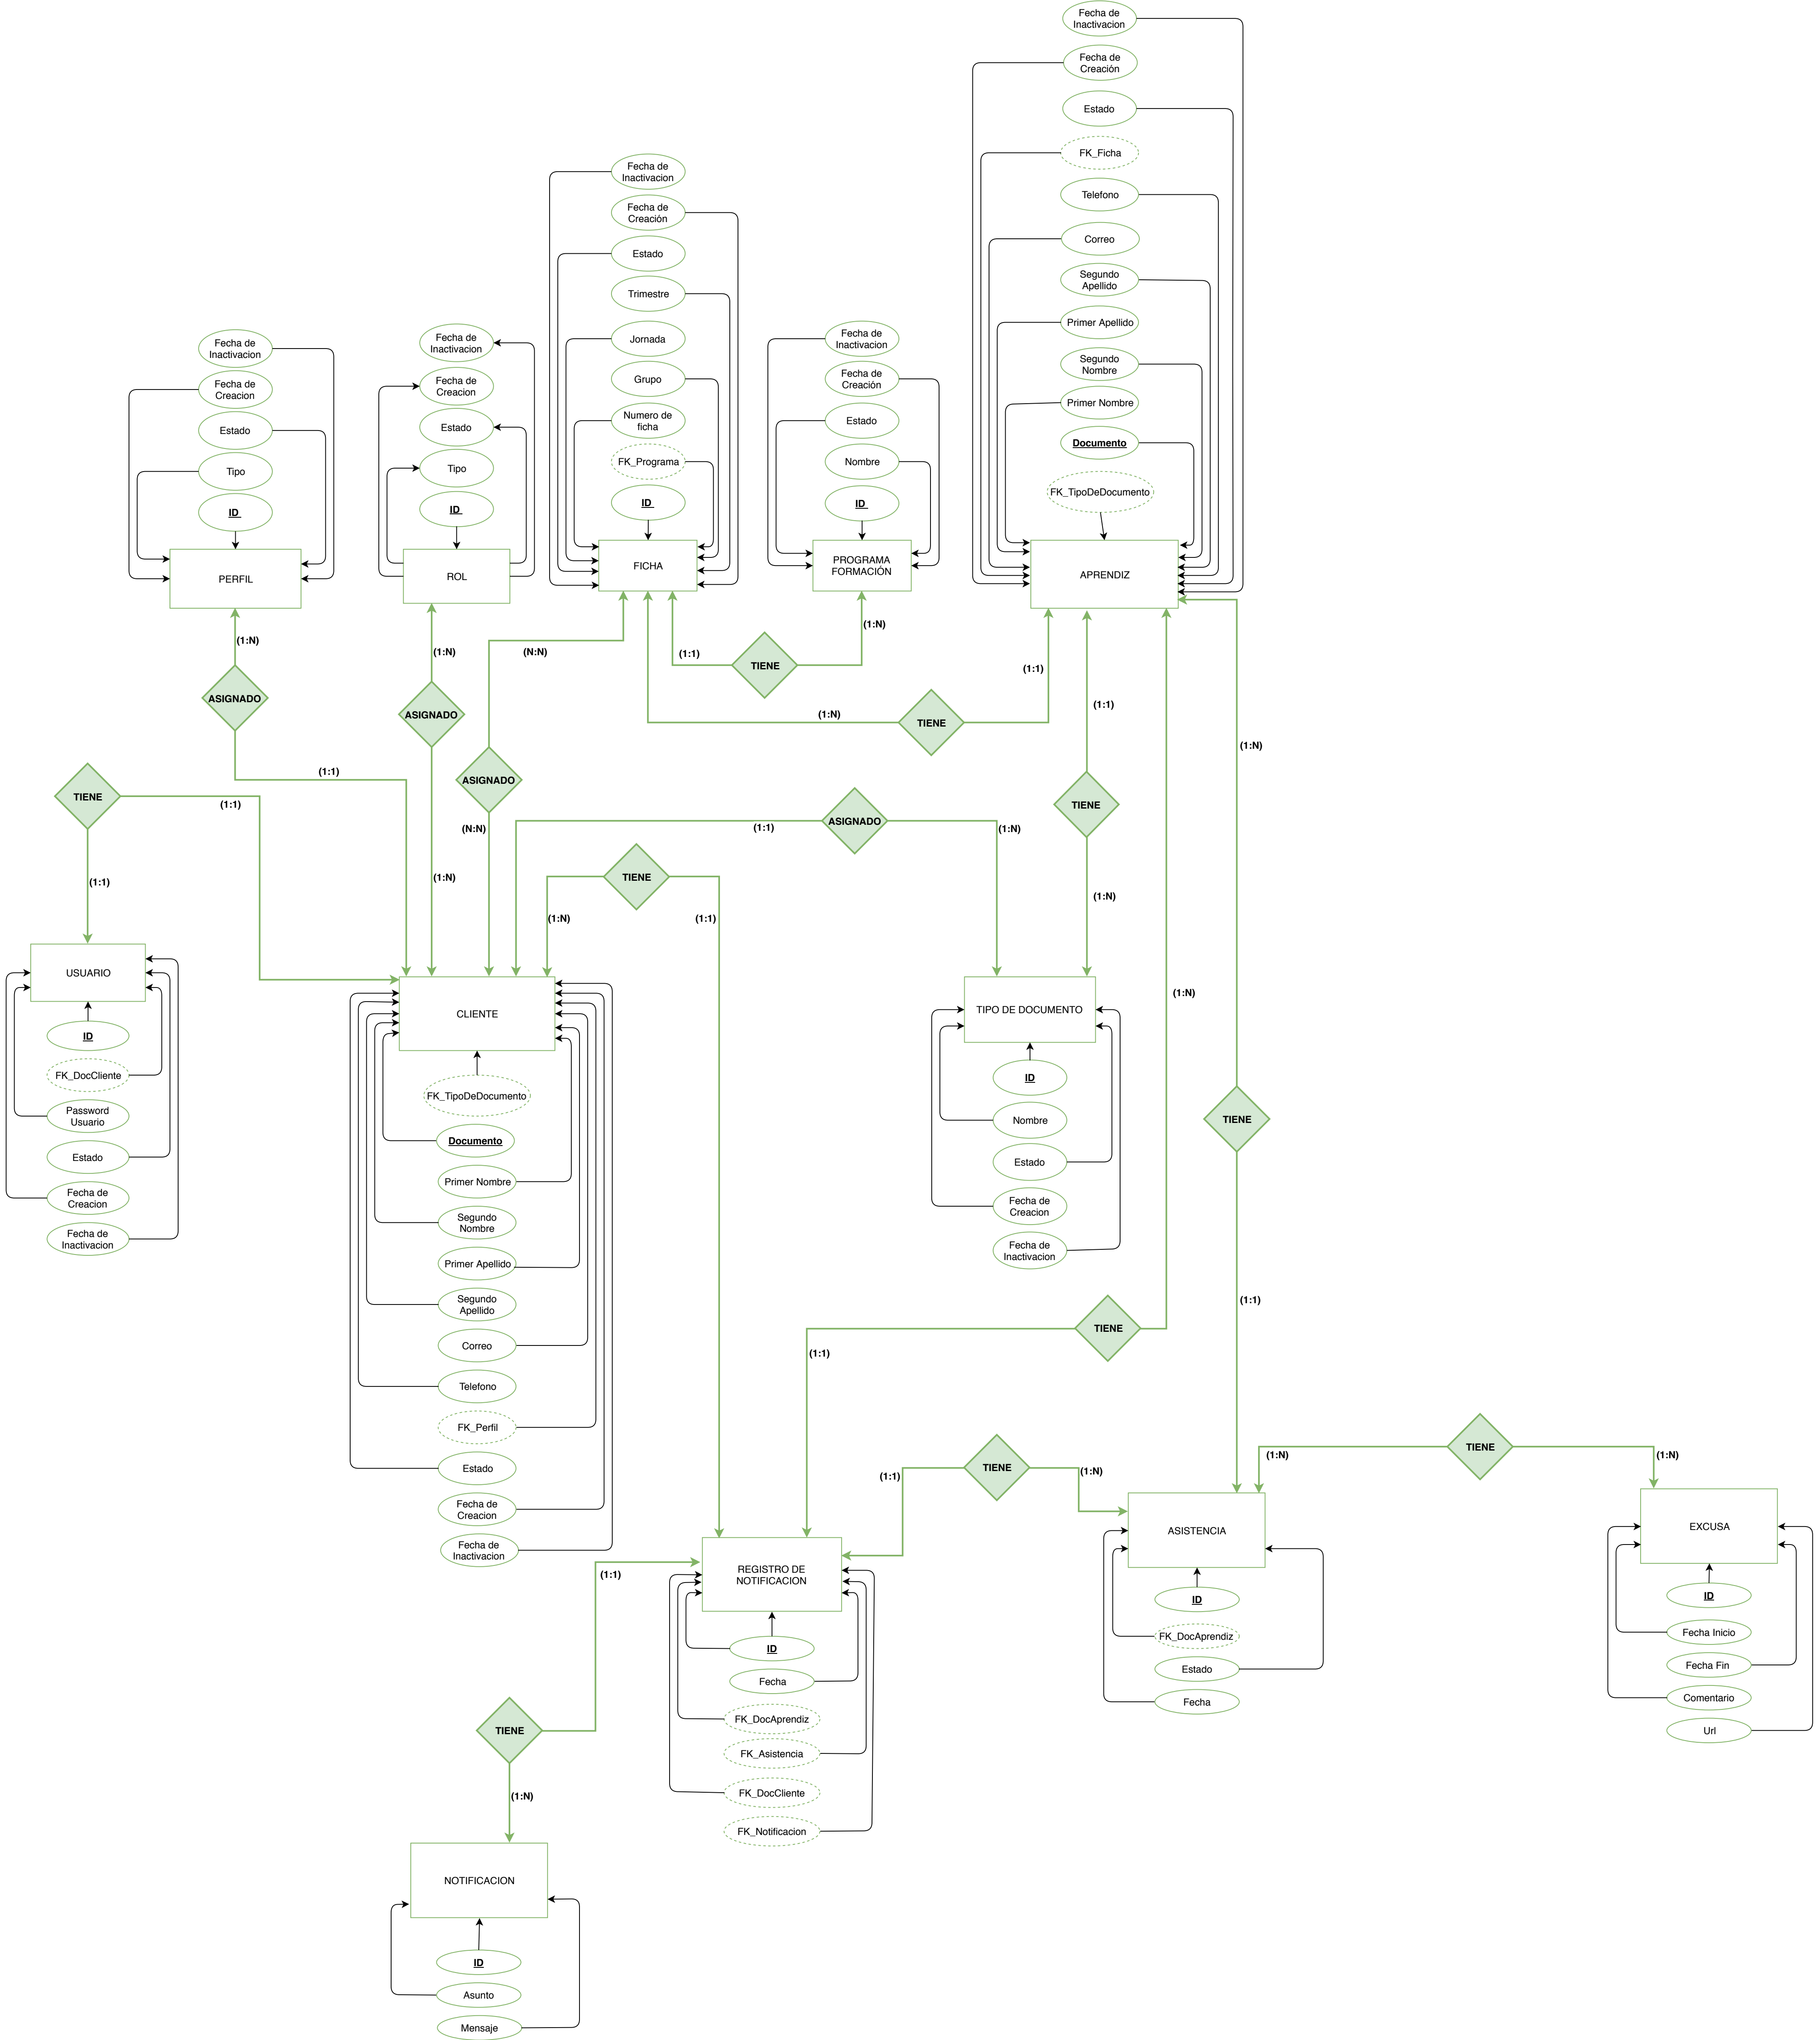 Fecha de
Inactivacion
Fecha de
Creación
Estado
FK_Ficha
Telefono
Correo
Segundo
Apellido
Primer Apellido
Segundo
Nombre
Primer Nombre
Documento
FK_TipoDeDocumento
APRENDIZ
Fecha de
Inactivacion
Fecha de
Creación
Estado
Trimestre
Jornada
Grupo
Numero de
ficha
FK_Programa
ID
FICHA
Fecha de
Inactivacion
Fecha de
Creación
Estado
Nombre
ID
PROGRAMA
FORMACIÓN
Fecha de
Inactivacion
Fecha de
Creacion
Estado
Tipo
ID
PERFIL
Fecha de
Inactivacion
Fecha de
Creacion
Estado
Tipo
ID
ROL
(1:N)
(1:N)
(N:N)
(1:1)
TIENE
(1:N)
(1:1)
ASIGNADO
ASIGNADO
(1:N)
TIENE
(1:1)
(1:N)
(1:1)
ASIGNADO
TIENE
(1:1)
(N:N)
(1:1)
ASIGNADO
(1:N)
TIENE
(1:1)
(1:N)
TIENE
(1:N)
(1:1)
(1:N)
USUARIO
ID
FK_DocCliente
Password
Usuario
Estado
Fecha de
Creacion
Fecha de
Inactivacion
CLIENTE
FK_TipoDeDocumento
Documento
Primer Nombre
Segundo
Nombre
Primer Apellido
Segundo
Apellido
Correo
Telefono
FK_Perfil
Estado
Fecha de
Creacion
Fecha de
Inactivacion
TIPO DE DOCUMENTO
ID
Nombre
Estado
Fecha de
Creacion
Fecha de
Inactivacion
(1:N)
TIENE
(1:1)
TIENE
(1:1)
TIENE
(1:1)
(1:N)
TIENE
(1:N)
(1:N)
REGISTRO DE
NOTIFICACION
ID
Fecha
FK_DocAprendiz
FK_Asistencia
FK_DocCliente
FK_Notificacion
ASISTENCIA
ID
FK_DocAprendiz
Estado
Fecha
EXCUSA
ID
Fecha Inicio
Fecha Fin
Comentario
Url
(1:1)
TIENE
(1:N)
NOTIFICACION
ID
Asunto
Mensaje